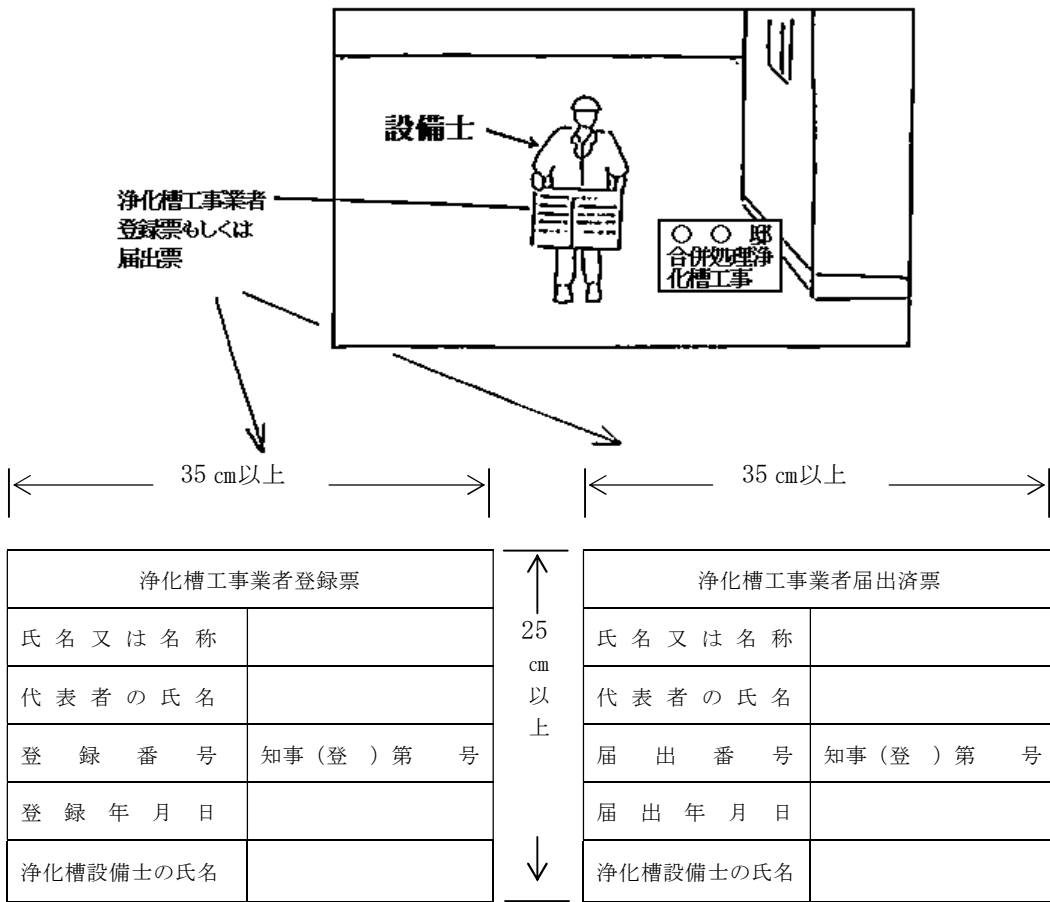 設備士
浄化槽工事業者
登録票もしくは
届出票
○ ○ 邸
合併処理浄
化槽工事
35 ㎝以上
35 ㎝以上
浄化槽工事業者登録票
氏名又は名称
代表者の氏名
登録番号 知事（登　）第　　号
登録年月日
浄化槽設備士の氏名
25
㎝
以
上
浄化槽工事業者届出済票
氏名又は名称
代表者の氏名
届出番号 知事（登　）第　　号
届出年月日
浄化槽設備士の氏名